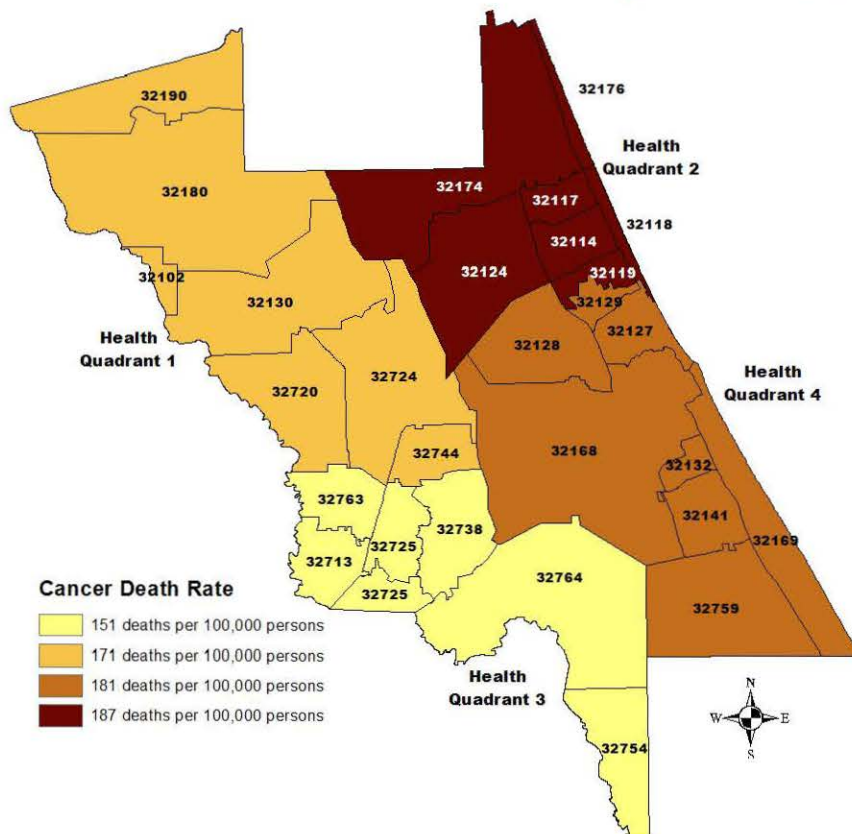 32176
32190
Health
Quadrant 2
32180
32174
32117
32118
32114
32102
32124
32119
32130
32129
32127
Health
Quadrant 1
32128
32724
Health
Quadrant 4
32720
32744
32168
32132
32763
32738
32141
32713
32725
32169
32764
32725
32759
Cancer Death Rate
151 deaths per 100,000 persons
171 deaths per 100,000 persons
181 deaths per 100,000 persons
187 deaths per 100,000 persons
Health
Quadrant 3
N
W
E
S
32754